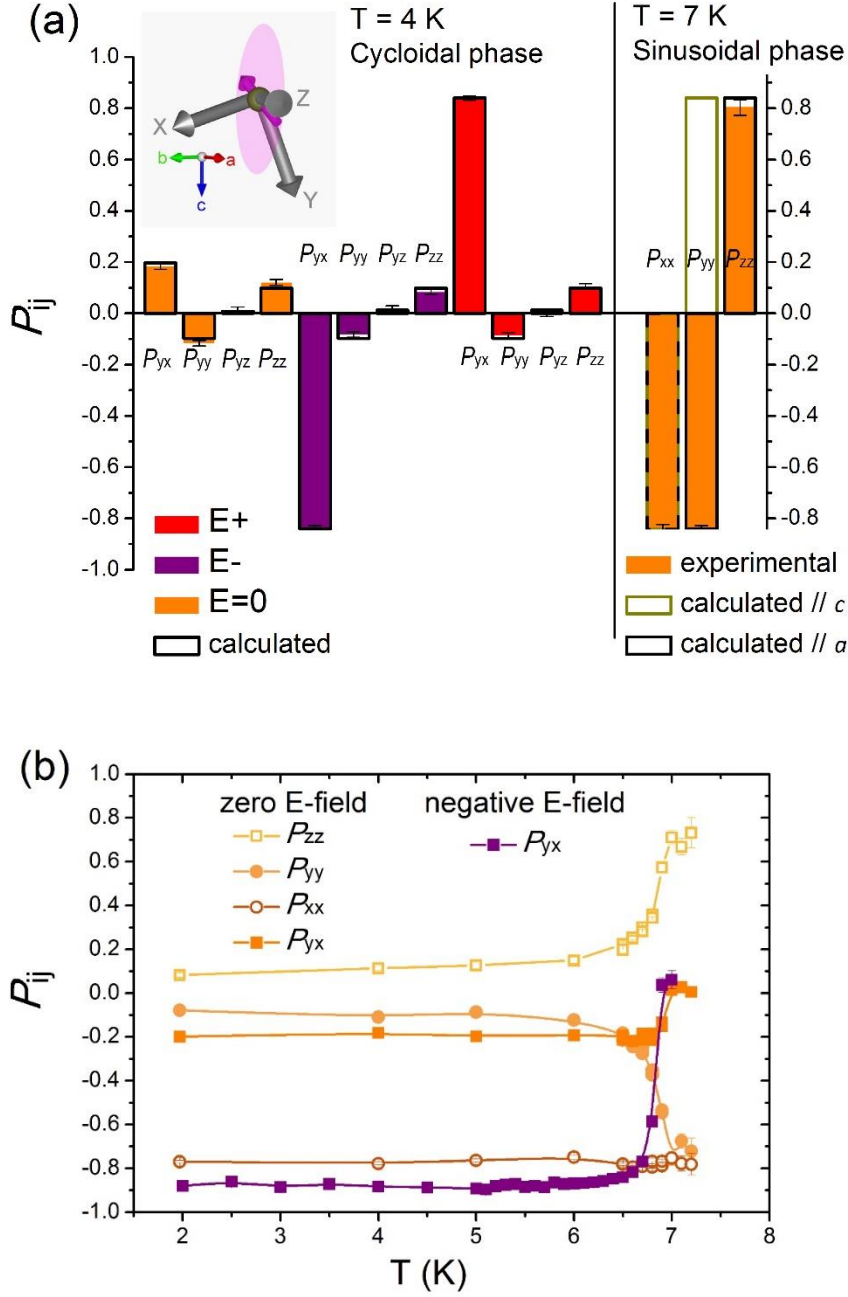 (a)
T = 4 K
Cycloidal phase
T = 7 K
Sinusoidal phase
X
Y
Z
b
a
c
1.0
0.8
0.6
0.4
0.2
0.0
-0.2
-0.4
-0.6
-0.8
-1.0
Pij
Pyx
Pyy
Pyz
Pzz
Pyx
Pyy
Pyz
Pzz
Pyx
Pyy
Pyz
Pzz
Pxx
Pyy
Pzz
0.8
0.6
0.4
0.2
0.0
-0.2
-0.4
-0.6
-0.8
E+
E-
E=0
calculated
experimental
calculated // c
calculated // a
(b)
1.0
0.8
0.6
0.4
0.2
0.0
-0.2
-0.4
-0.6
-0.8
-1.0
Pij
zero E-field
Pzz
Pyy
Pxx
Pyx
negative E-field
Pyx
2 3 4 5 6 7 8
T (K)